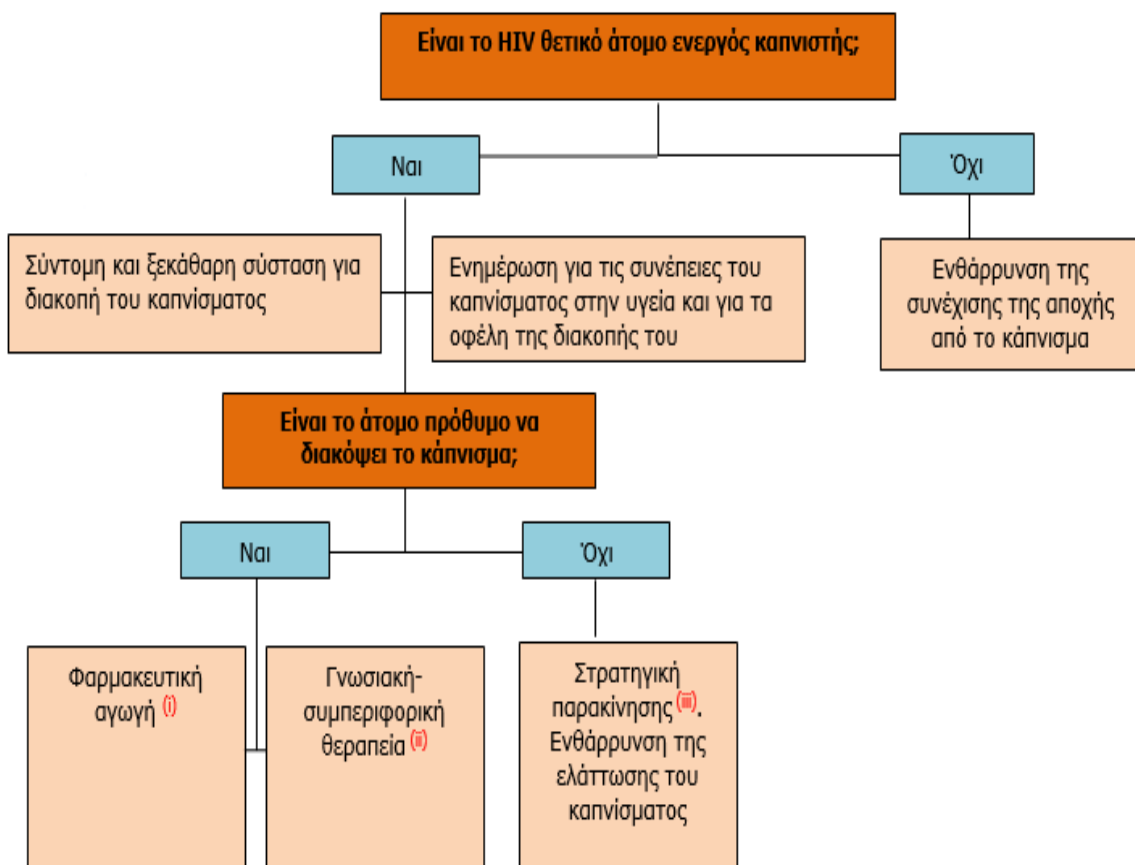 Είναι το HIV θετικό άτομο ενεργός καπνιστής;
Ναι
Όχι
Σύντομη και ξεκάθαρη σύσταση για
διακοπή του καπνίσματος
Ενημέρωση για τις συνέπειες του
καπνίσματος στην υγεία και για τα
οφέλη της διακοπής του
Ενθάρρυνση της
συνέχισης της αποχής
από το κάπνισμα
Είναι το άτομο πρόθυμο να
διακόψει το κάπνισμα;
Ναι
Όχι
Φαρμακευτική
αγωγή (i)
Γνωσιακή-
συμπεριφορική
θεραπεία (ii)
Στρατηγική
παρακίνησης (iii).
Ενθάρρυνση της
ελάττωσης του
καπνίσματος